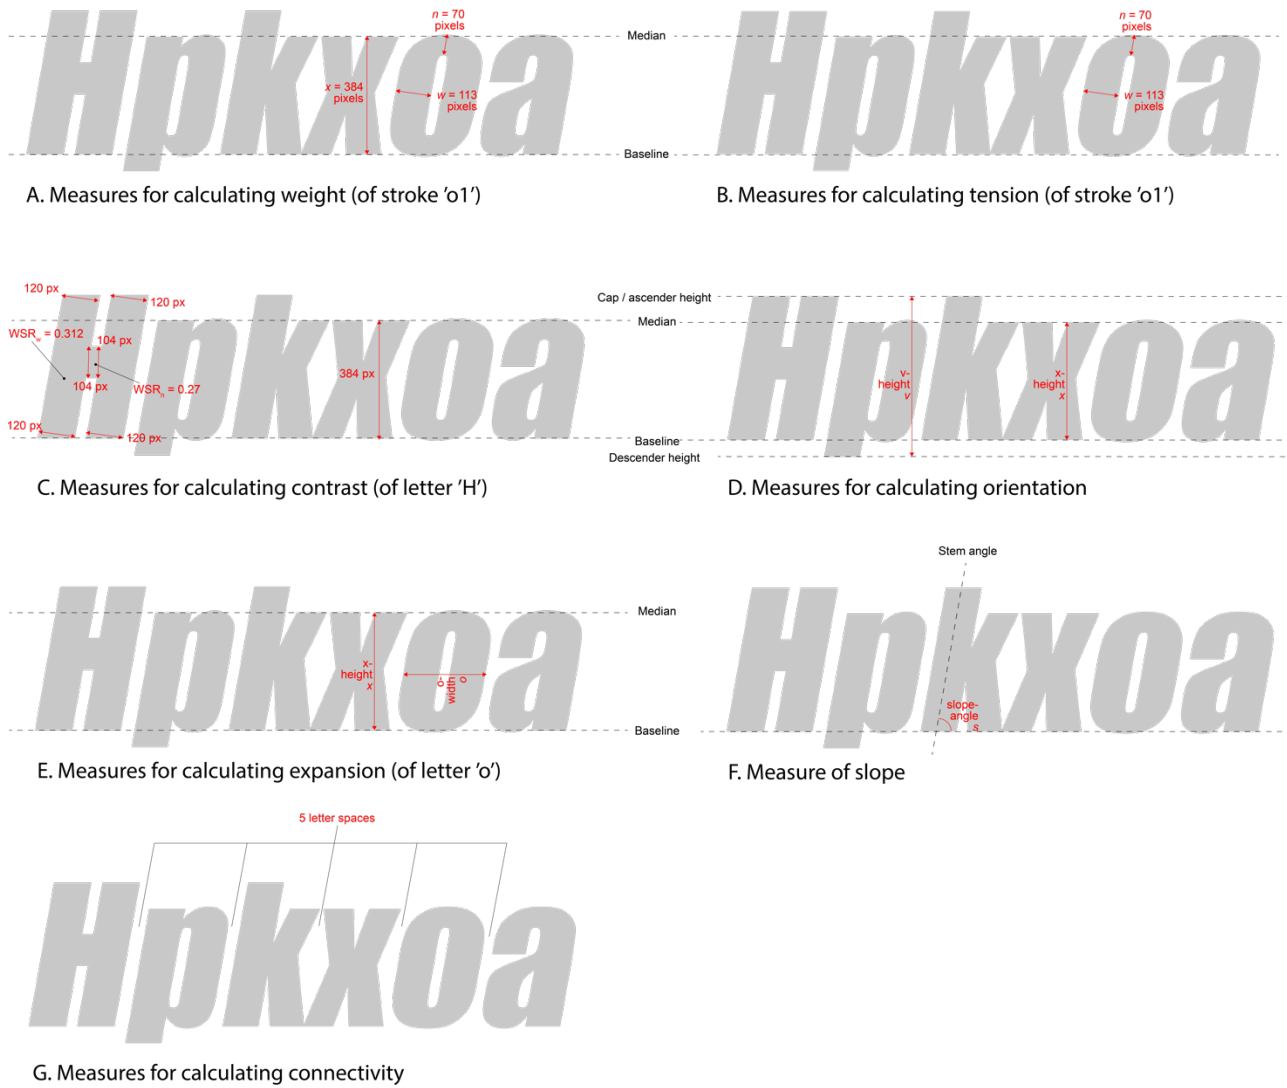 Hpkxoa
n = 70
pixels
Median
x = 384
pixels
w = 113
pixels
Baseline
A. Measures for calculating weight (of stroke ’o1’)
Hpkxoa
n = 70
pixels
w = 113
pixels
B. Measures for calculating tension (of stroke ’o1’)
Hpkxoa
120 px
120 px
WSRw = 0.312
104 px
104 px
WSRn = 0.27
384 px
120 px
120 px
C. Measures for calculating contrast (of letter ’H’)
Hpkxoa
Cap / ascender height
Median
v-
height
v
x-
height
x
Baseline
Descender height
D. Measures for calculating orientation
Hpkxoa
Median
x-
height
x
o-
width
o
Baseline
E. Measures for calculating expansion (of letter ’o’)
Hpkxoa
Stem angle
slope-
angle
s
F. Measure of slope
5 letter spaces
Hpkxoa
G. Measures for calculating connectivity